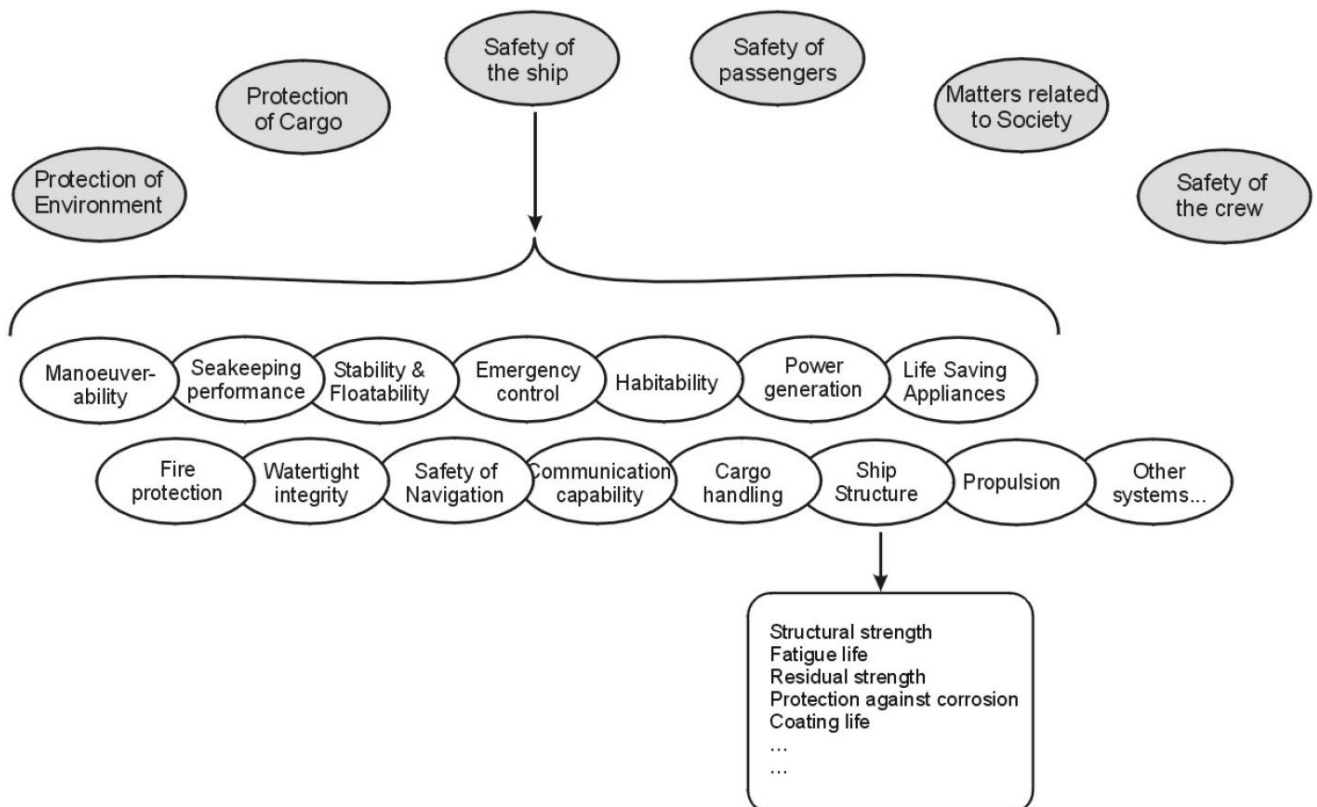 Safety of
the ship
Safety of
passengers
Protection
of Cargo
Matters related
to Society
Protection of
Environment
Safety of
the crew
Manoeuver-
ability
Seakeeping
performance
Stability &
Floatability
Emergency
control
Habitability
Power
generation
Life Saving
Appliances
Fire
protection
Watertight
integrity
Safety of
Navigation
Communication
capability
Cargo
handling
Ship
Structure
Propulsion
Other
systems...
Structural strength
Fatigue life
Residual strength
Protection against corrosion
Coating life
...
...